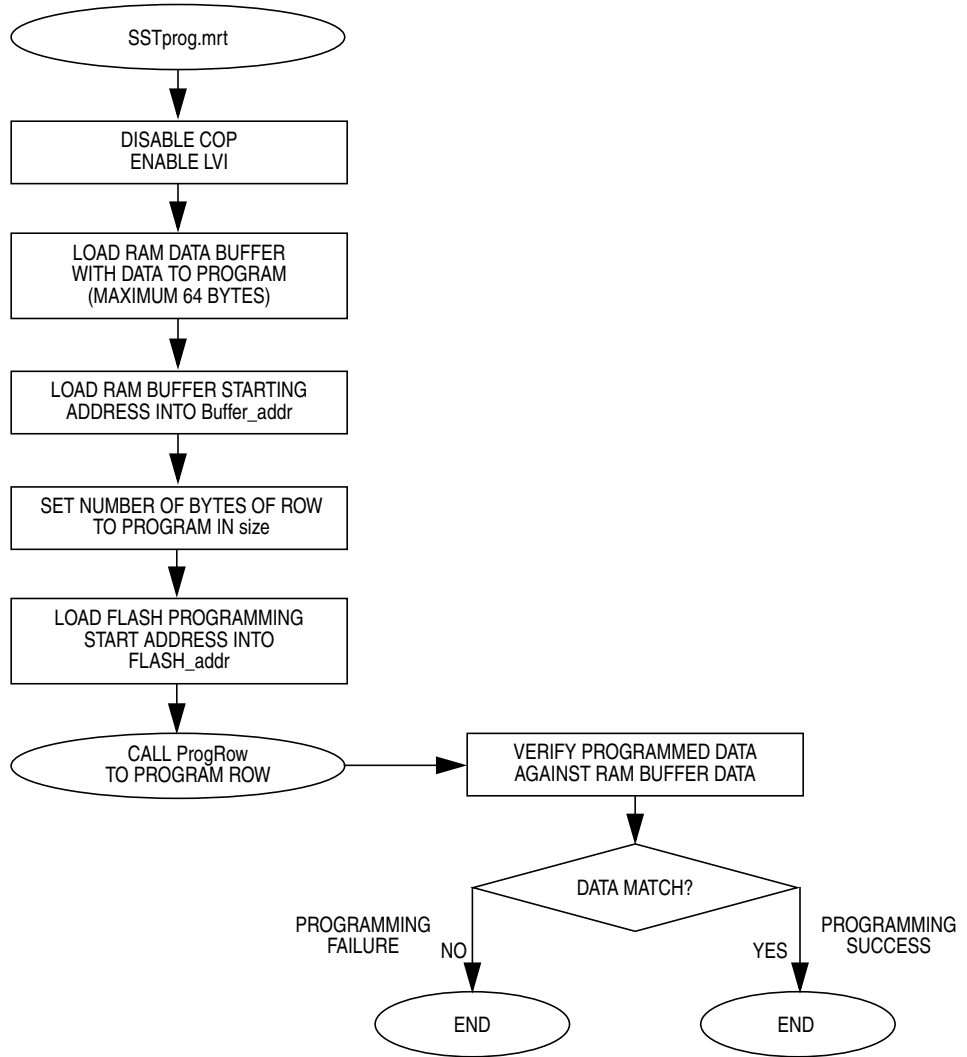 SSTprog.mrt
DISABLE COP
ENABLE LVI
LOAD RAM DATA BUFFER
WITH DATA TO PROGRAM
(MAXIMUM 64 BYTES)
LOAD RAM BUFFER STARTING
ADDRESS INTO Buffer_addr
SET NUMBER OF BYTES OF ROW
TO PROGRAM IN size
LOAD FLASH PROGRAMMING
START ADDRESS INTO
FLASH_addr
CALL ProgRow
TO PROGRAM ROW
VERIFY PROGRAMMED DATA
AGAINST RAM BUFFER DATA
DATA MATCH?
PROGRAMMING
FAILURE
NO
YES
PROGRAMMING
SUCCESS
END
END